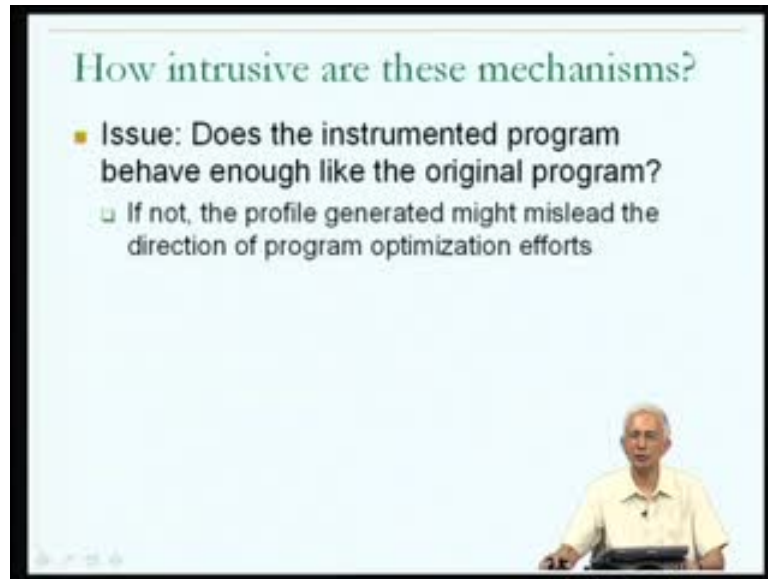 How intrusive are these mechanisms?
Issue: Does the instrumented program
behave enough like the original program?
If not, the profile generated might mislead the
direction of program optimization efforts